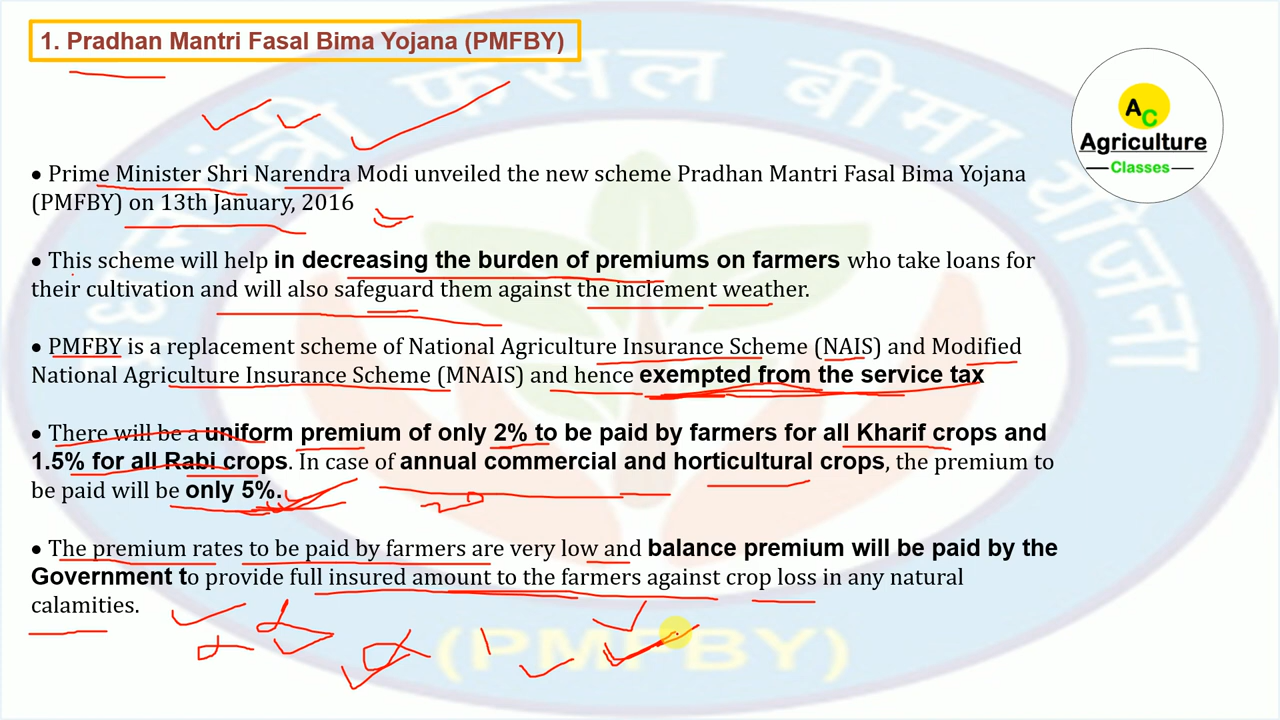 1. Pradhan Mantri Fasal Bima Yojana (PMFBY)
AC
Agriculture
Classes
• Prime Minister Shri Narendra Modi unveiled the new scheme Pradhan Mantri Fasal Bima Yojana
(PMFBY) on 13th January, 2016
• This scheme will help in decreasing the burden of premiums on farmers who take loans for
their cultivation and will also safeguard them against the inclement weather.
• PMFBY is a replacement scheme of National Agriculture Insurance Scheme (NAIS) and Modified
National Agriculture Insurance Scheme (MNAIS) and hence exempted from the service tax
• There will be a uniform premium of only 2% to be paid by farmers for all Kharif crops and
1.5% for all Rabi crops. In case of annual commercial and horticultural crops, the premium to
be paid will be only 5%.
• The premium rates to be paid by farmers are very low and balance premium will be paid by the
Government to provide full insured amount to the farmers against crop loss in any natural
calamities.
फसल बीमा योजना
(PMFBY)